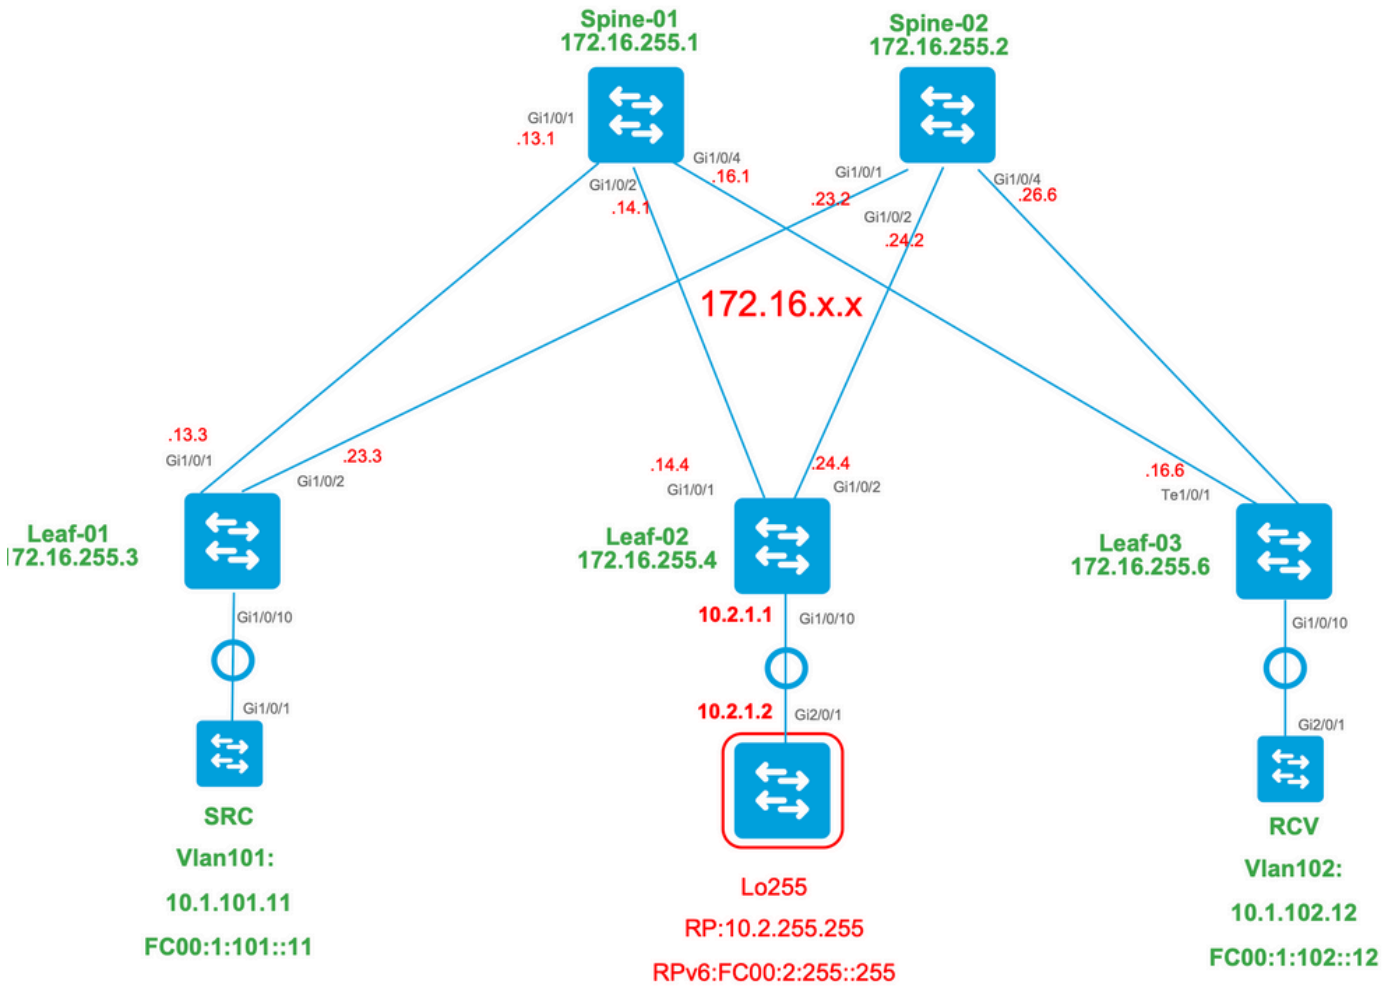 Spine-01
172.16.255.1
Spine-02
172.16.255.2
Gi1/0/1
.13.1
Gi1/0/4
.16.1
Gi1/0/2
.14.1
Gi1/0/1
.23.2
Gi1/0/4
.26.6
Gi1/0/2
.24.2
172.16.x.x
.13.3
Gi1/0/1
.23.3
Gi1/0/2
.14.4
Gi1/0/1
.24.4
Gi1/0/2
.16.6
Te1/0/1
Leaf-01
172.16.255.3
Leaf-02
172.16.255.4
Leaf-03
172.16.255.6
Gi1/0/10
10.2.1.1
Gi1/0/10
Gi1/0/10
Gi1/0/1
10.2.1.2
Gi2/0/1
Gi2/0/1
SRC
Vlan101:
10.1.101.11
FC00:1:101::11
Lo255
RP:10.2.255.255
RPv6:FC00:2:255::255
RCV
Vlan102:
10.1.102.12
FC00:1:102::12